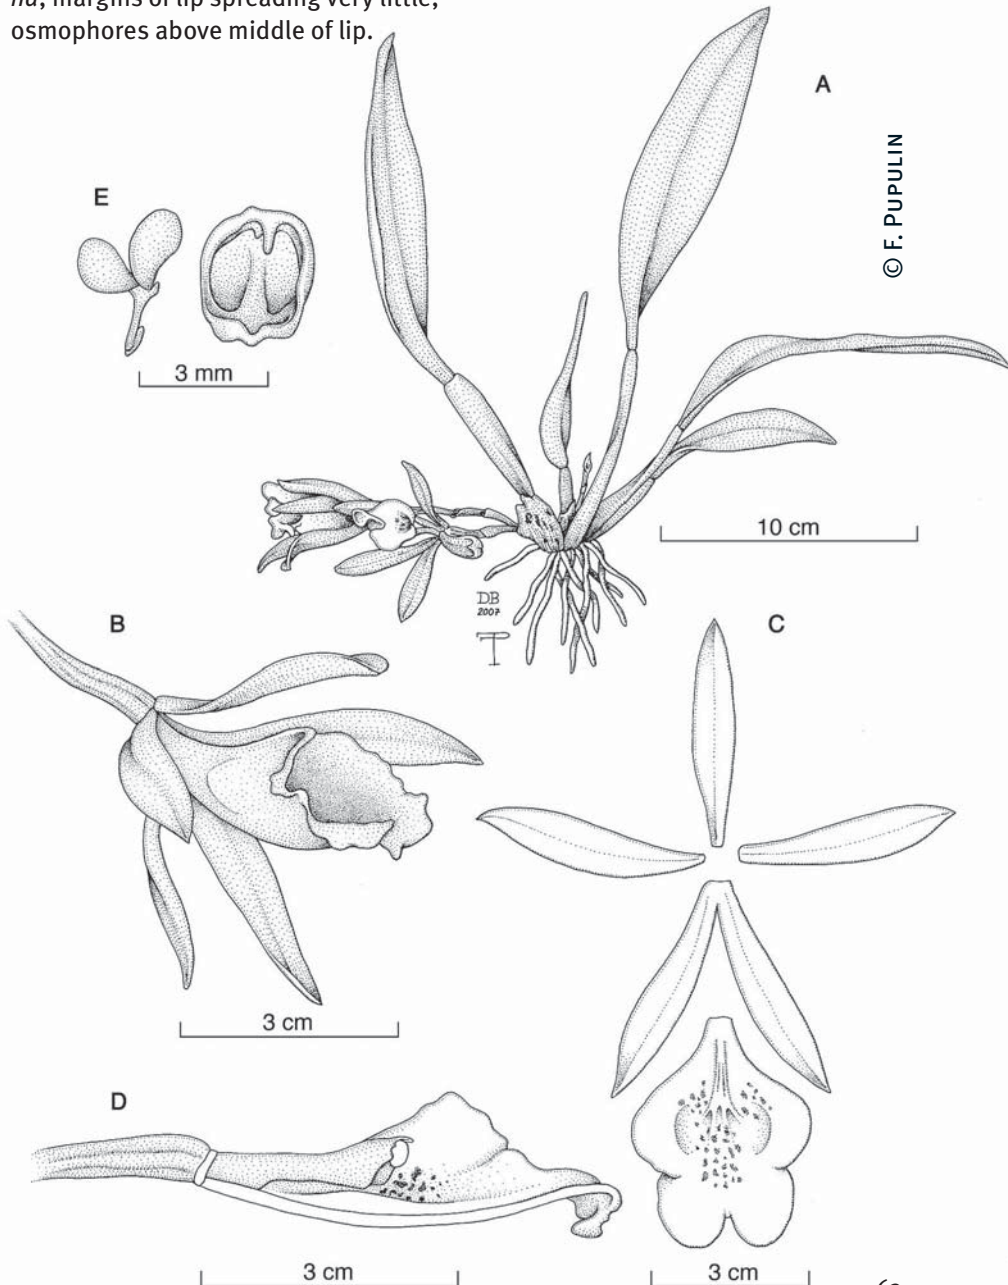 nu; margins of lip spreading very little,
osmophores above middle of lip.
A
© F. PUPULIN
E
3 mm
10 cm
DB
2007
B
C
3 cm
D
3 cm
3 cm